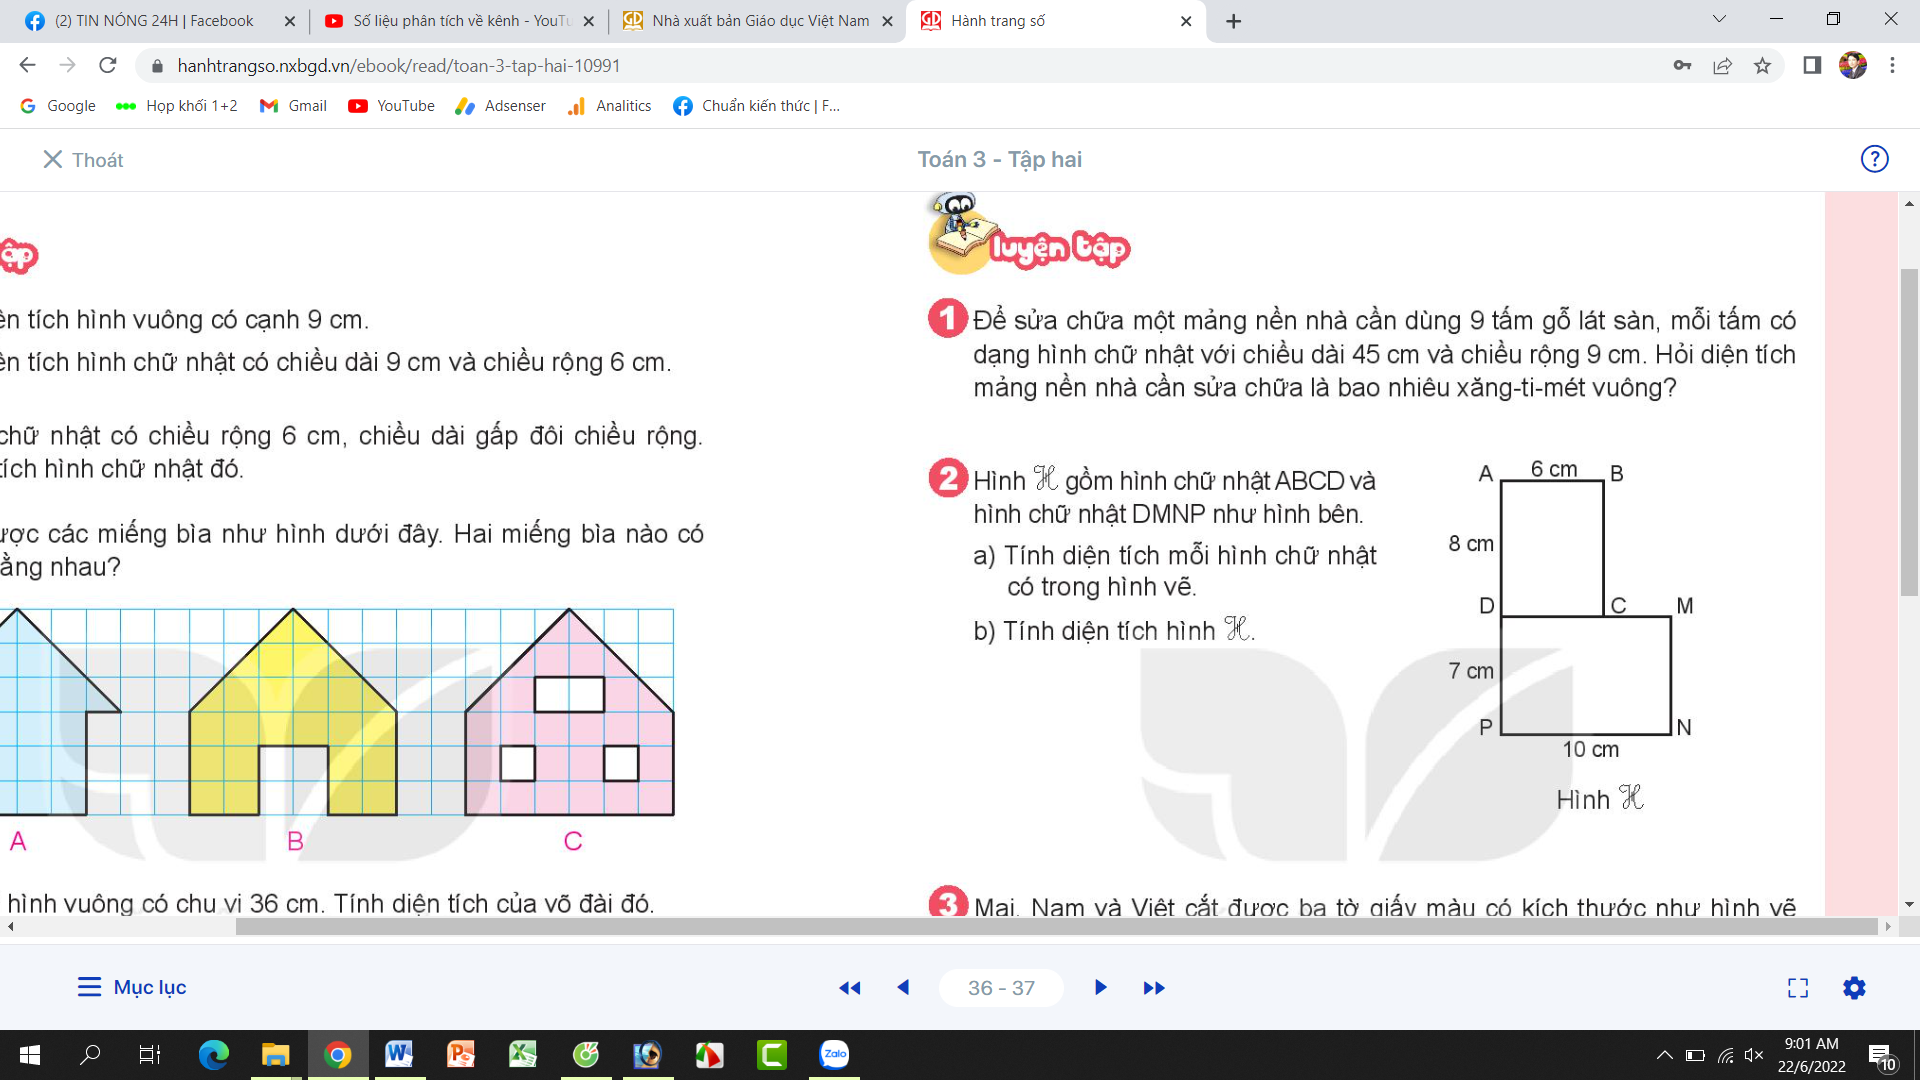 (2) TIN NÓNG 24H | Facebook
Số liệu phân tích về kênh - YouTu
Nhà xuất bản Giáo dục Việt Nam
Hành trang số
hanhtrangso.nxbgd.vn/ebook/read/toan-3-tap-hai-10991
Google
Họp khối 1+2
Gmail
YouTube
Adsenser
Analitics
Chuẩn kiến thức | F...
Thoát
Toán 3 - Tập hai
?
ập
ện tích hình vuông có cạnh 9 cm.
ện tích hình chữ nhật có chiều dài 9 cm và chiều rộng 6 cm.
chữ nhật có chiều rộng 6 cm, chiều dài gấp đôi chiều rộng.
tích hình chữ nhật đó.
ược các miếng bìa như hình dưới đây. Hai miếng bìa nào có
ằng nhau?
A
B
C
hình vuông có chu vi 36 cm. Tính diện tích của võ đài đó.
luyện tập
1 Để sửa chữa một mảng nền nhà cần dùng 9 tấm gỗ lát sàn, mỗi tấm có
dạng hình chữ nhật với chiều dài 45 cm và chiều rộng 9 cm. Hỏi diện tích
mảng nền nhà cần sửa chữa là bao nhiêu xăng-ti-mét vuông?
2 Hình ℋ gồm hình chữ nhật ABCD và
hình chữ nhật DMNP như hình bên.
a) Tính diện tích mỗi hình chữ nhật
có trong hình vẽ.
b) Tính diện tích hình ℋ.
A 6 cm B
8 cm
D C M
7 cm
P N
10 cm
Hình ℋ
3 Mai, Nam và Việt cắt được ba tờ giấy màu có kích thước như hình vẽ
Mục lục
36 - 37
Zalo
9:01 AM
22/6/2022
10